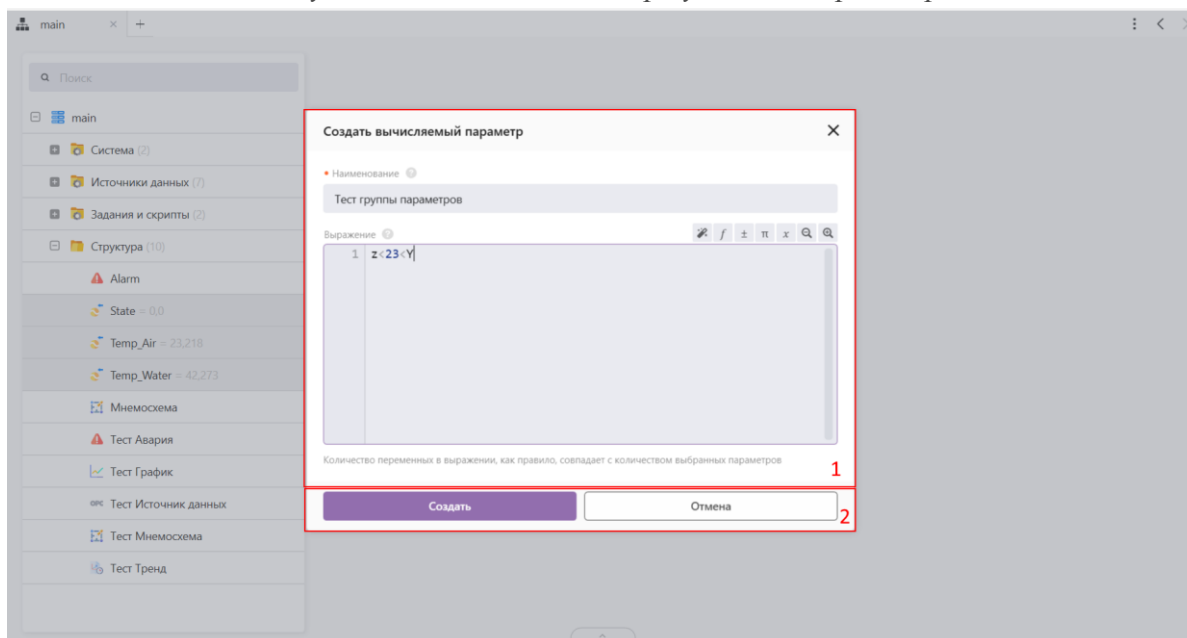 main × +
Поиск
main
Система (2)
Источники данных (7)
Задания и скрипты (2)
Структура (10)
Alarm
State = 0,0
Temp_Air = 23,218
Temp_Water = 42,273
Мнемосхема
Тест Авария
Тест График
OPC Тест Источник данных
Тест Мнемосхема
Тест Тренд
Создать вычисляемый параметр
* Наименование ?
Тест группы параметров
Выражение ? f ± π x
1 z<23<Y
Количество переменных в выражении, как правило, совпадает с количеством выбранных параметров
1
Создать Отмена
2